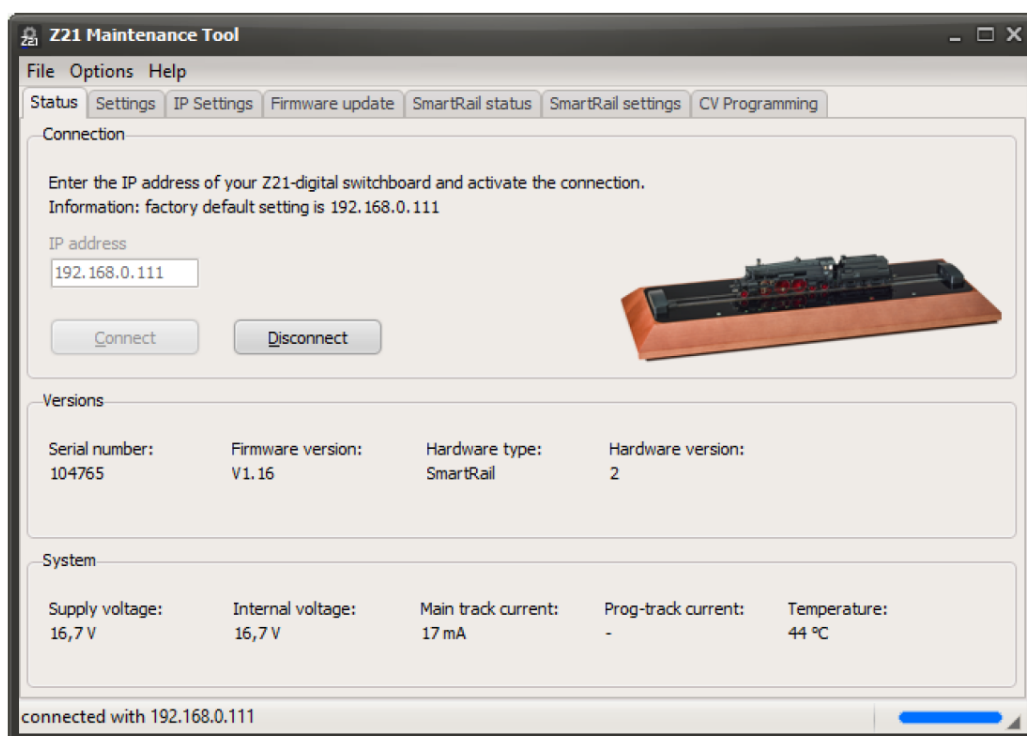 Z21 Z21 Maintenance Tool
File Options Help
Status Settings IP Settings Firmware update SmartRail status SmartRail settings CV Programming
Connection
Enter the IP address of your Z21-digital switchboard and activate the connection.
Information: factory default setting is 192.168.0.111
IP address
192.168.0.111
Connect Disconnect
Versions
Serial number: Firmware version: Hardware type: Hardware version:
104765 V1.16 SmartRail 2
System
Supply voltage: Internal voltage: Main track current: Prog-track current: Temperature:
16,7 V 16,7 V 17 mA - 44 °C
connected with 192.168.0.111